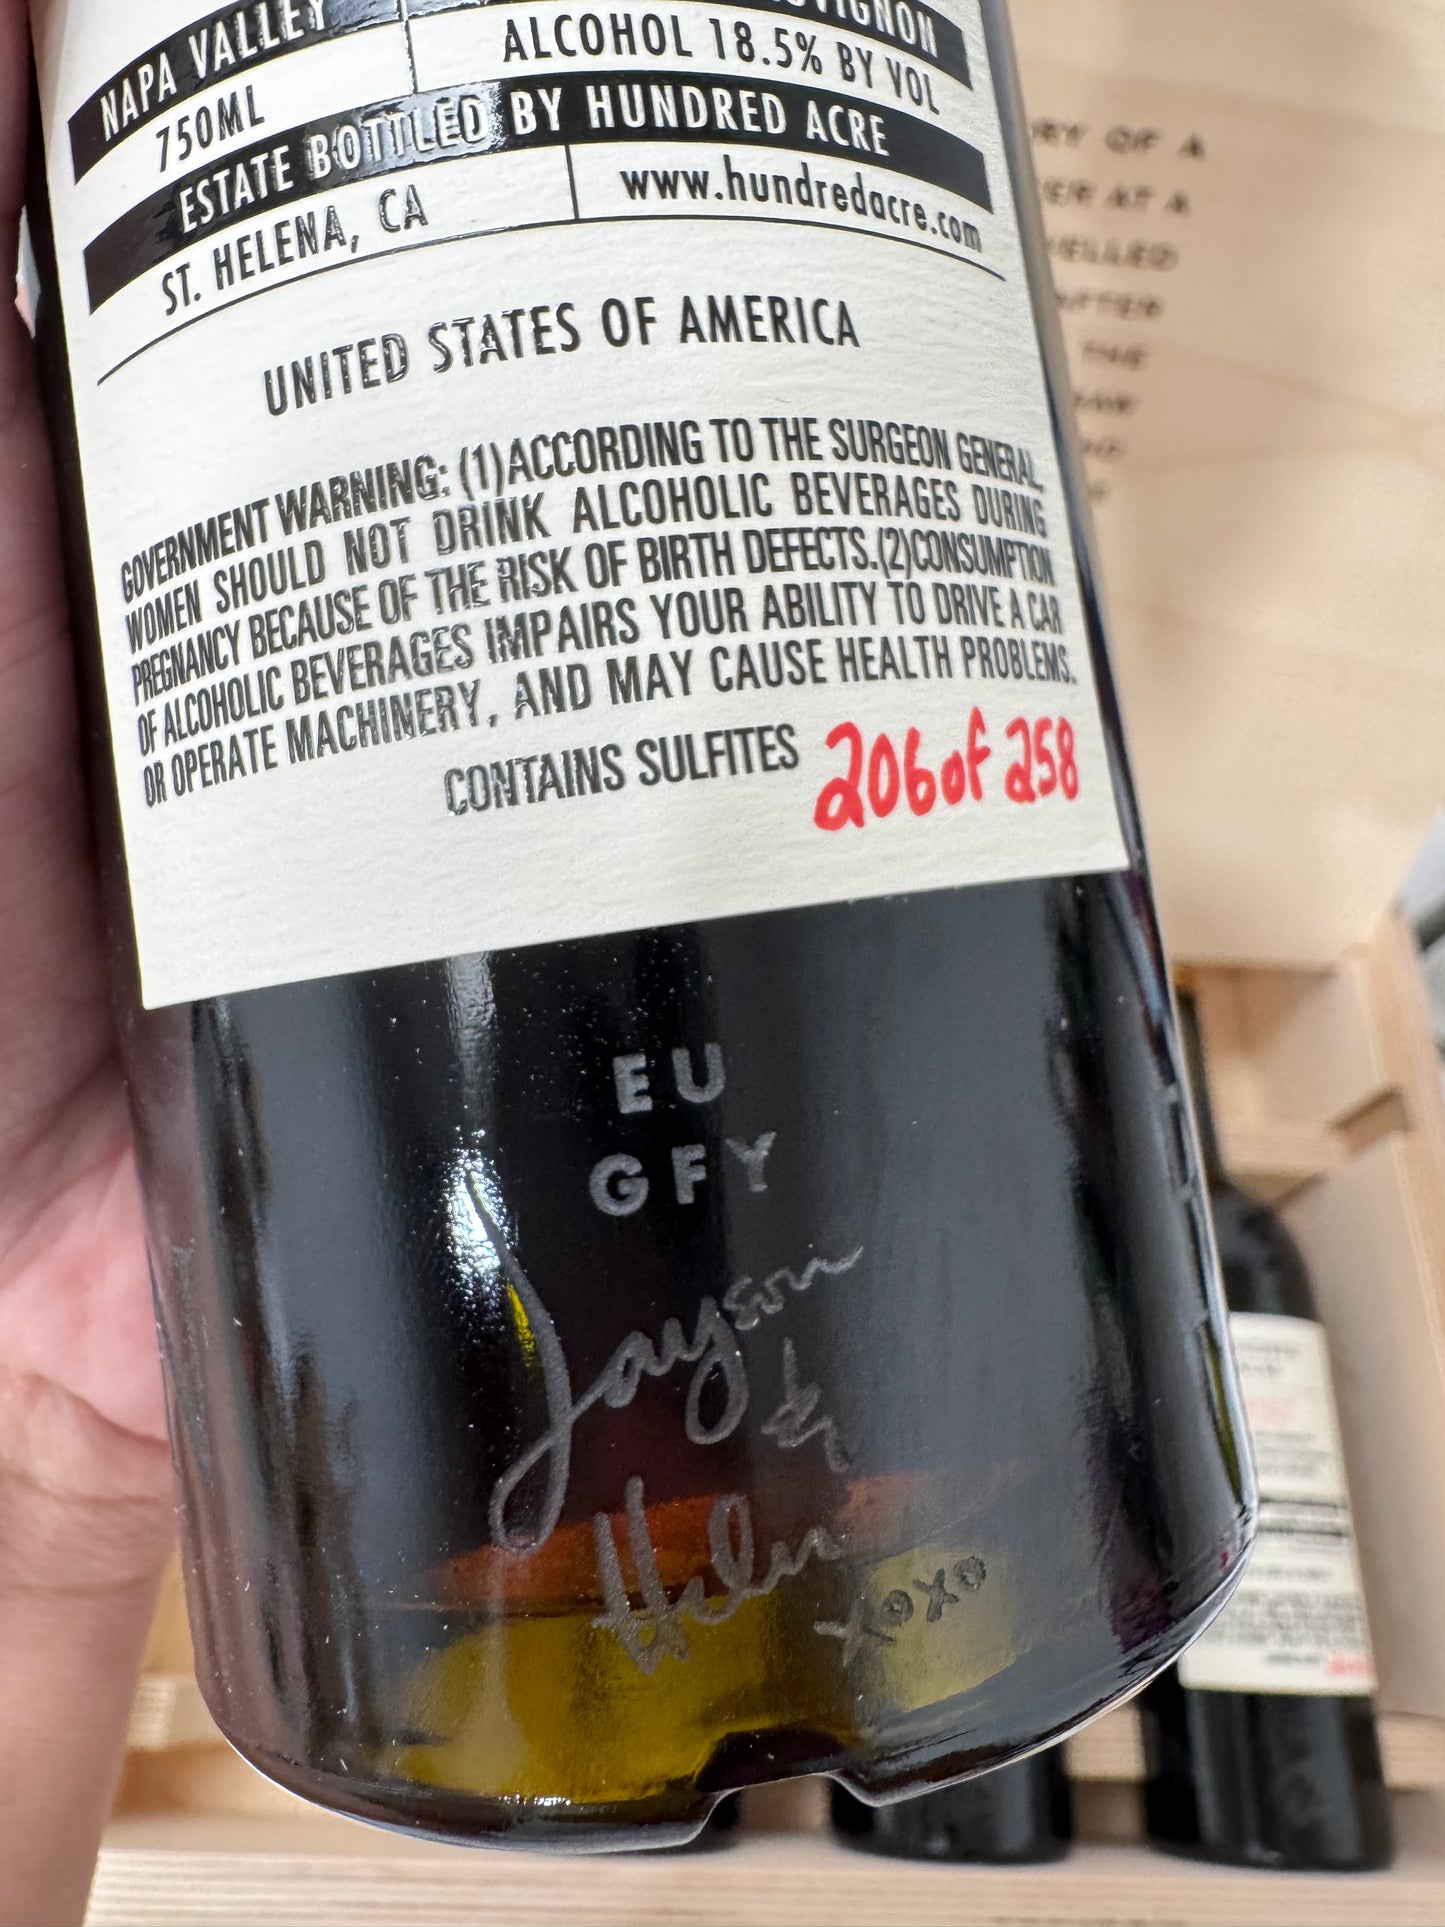 NAPA VALLEY
750ML
ALCOHOL 18.5% BY VOL
ESTATE BOTTLED BY HUNDRED ACRE
ST. HELENA, CA
www.hundredacre.com
UNITED STATES OF AMERICA
GOVERNMENT WARNING: (1)ACCORDING TO THE SURGEON GENERAL,
WOMEN SHOULD NOT DRINK ALCOHOLIC BEVERAGES DURING
PREGNANCY BECAUSE OF THE RISK OF BIRTH DEFECTS.(2)CONSUMPTION
OF ALCOHOLIC BEVERAGES IMPAIRS YOUR ABILITY TO DRIVE A CAR
OR OPERATE MACHINERY, AND MAY CAUSE HEALTH PROBLEMS.
CONTAINS SULFITES 206 of 258
EU
GFY
Jayson
&
Helen
xoxo
OF A
AT A
THE